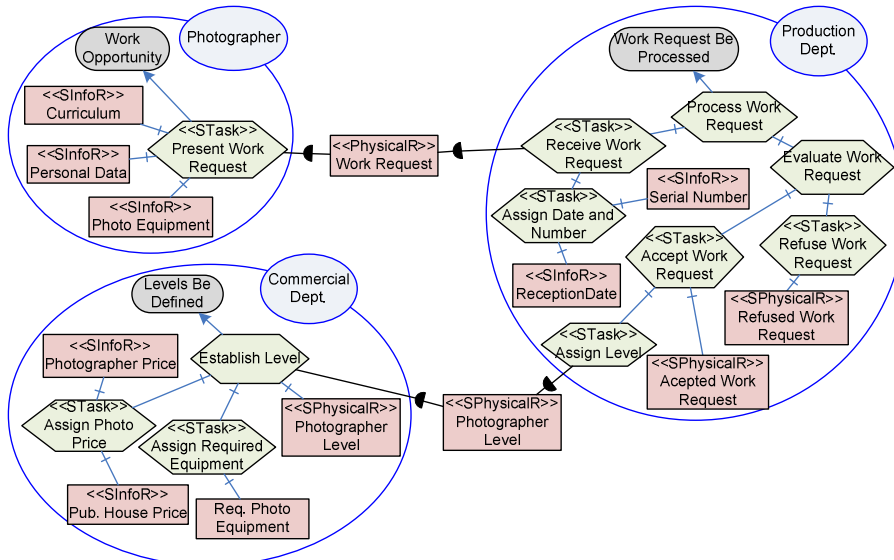 Work
Opportunity
Photographer
<<SInfoR>>
Curriculum
<<STask>>
Present Work
Request
<<SInfoR>>
Personal Data
<<SInfoR>>
Photo Equipment
<<PhysicalR>>
Work Request
Work Request Be
Processed
Production
Dept.
Process Work
Request
<<STask>>
Receive Work
Request
Evaluate Work
Request
<<STask>>
Assign Date and
Number
<<SInfoR>>
Serial Number
<<STask>>
Accept Work
Request
<<STask>>
Refuse Work
Request
<<SInfoR>>
ReceptionDate
<<SPhysicalR>>
Refused Work
Request
<<STask>>
Assign Level
<<SPhysicalR>>
Acepted Work
Request
Levels Be
Defined
Commercial
Dept.
<<SInfoR>>
Photographer Price
Establish Level
<<STask>>
Assign Photo
Price
<<STask>>
Assign Required
Equipment
<<SPhysicalR>>
Photographer
Level
<<SPhysicalR>>
Photographer
Level
<<SInfoR>>
Pub. House Price
Req. Photo
Equipment